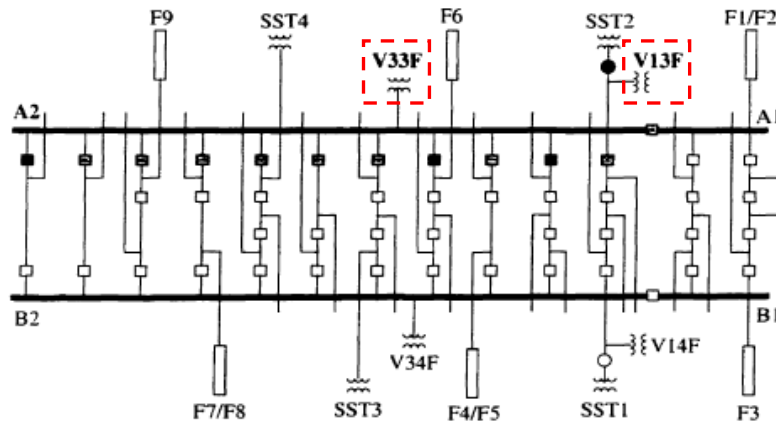 F9
SST4
F6
SST2
F1/F2
V33F
V13F
A2
A1
B2
B1
V34F
V14F
F7/F8
SST3
F4/F5
SST1
F3